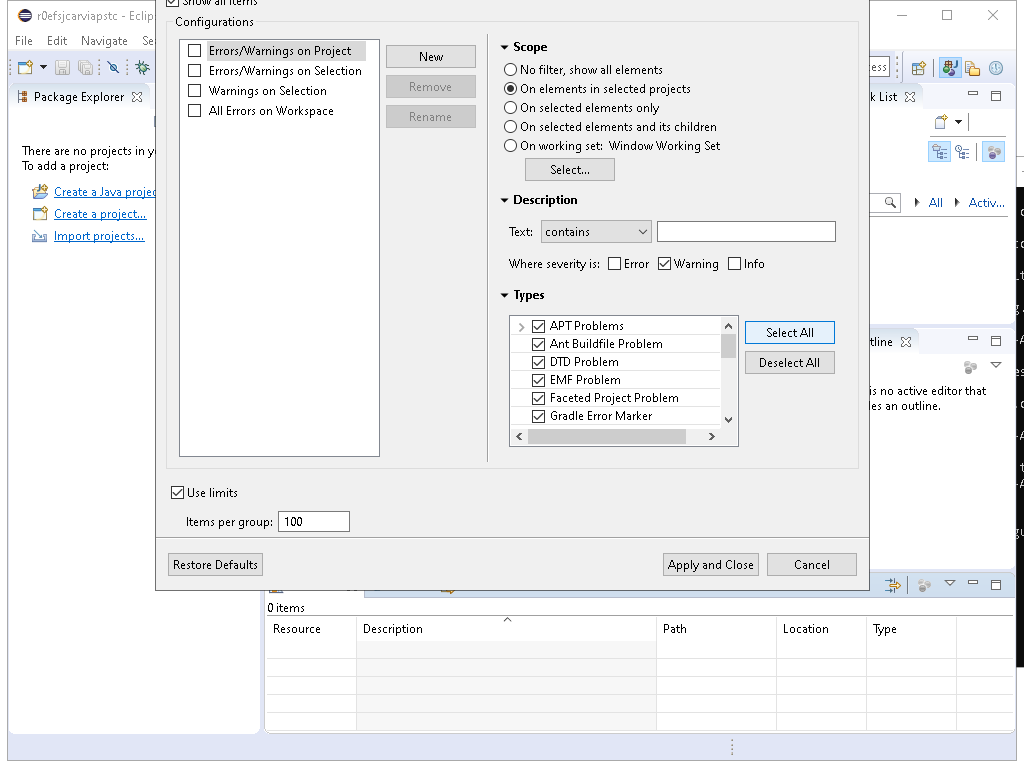 r0efsjcarviapstc - Eclip
Show all items
File Edit Navigate Se
Configurations
Errors/Warnings on Project
Errors/Warnings on Selection
Warnings on Selection
All Errors on Workspace
New
Remove
Rename
Scope
No filter, show all elements
On elements in selected projects
On selected elements only
On selected elements and its children
On working set: Window Working Set
Select...
Description
Text: contains
Where severity is: Error Warning Info
Types
APT Problems
Ant Buildfile Problem
DTD Problem
EMF Problem
Faceted Project Problem
Gradle Error Marker
Select All
Deselect All
Use limits
Items per group: 100
Restore Defaults
Apply and Close
Cancel
Package Explorer
There are no projects in y
To add a project:
Create a Java projec
Create a project...
Import projects...
ess
k List
All Activ...
tline
is no active editor that
les an outline.
0 items
Resource Description Path Location Type